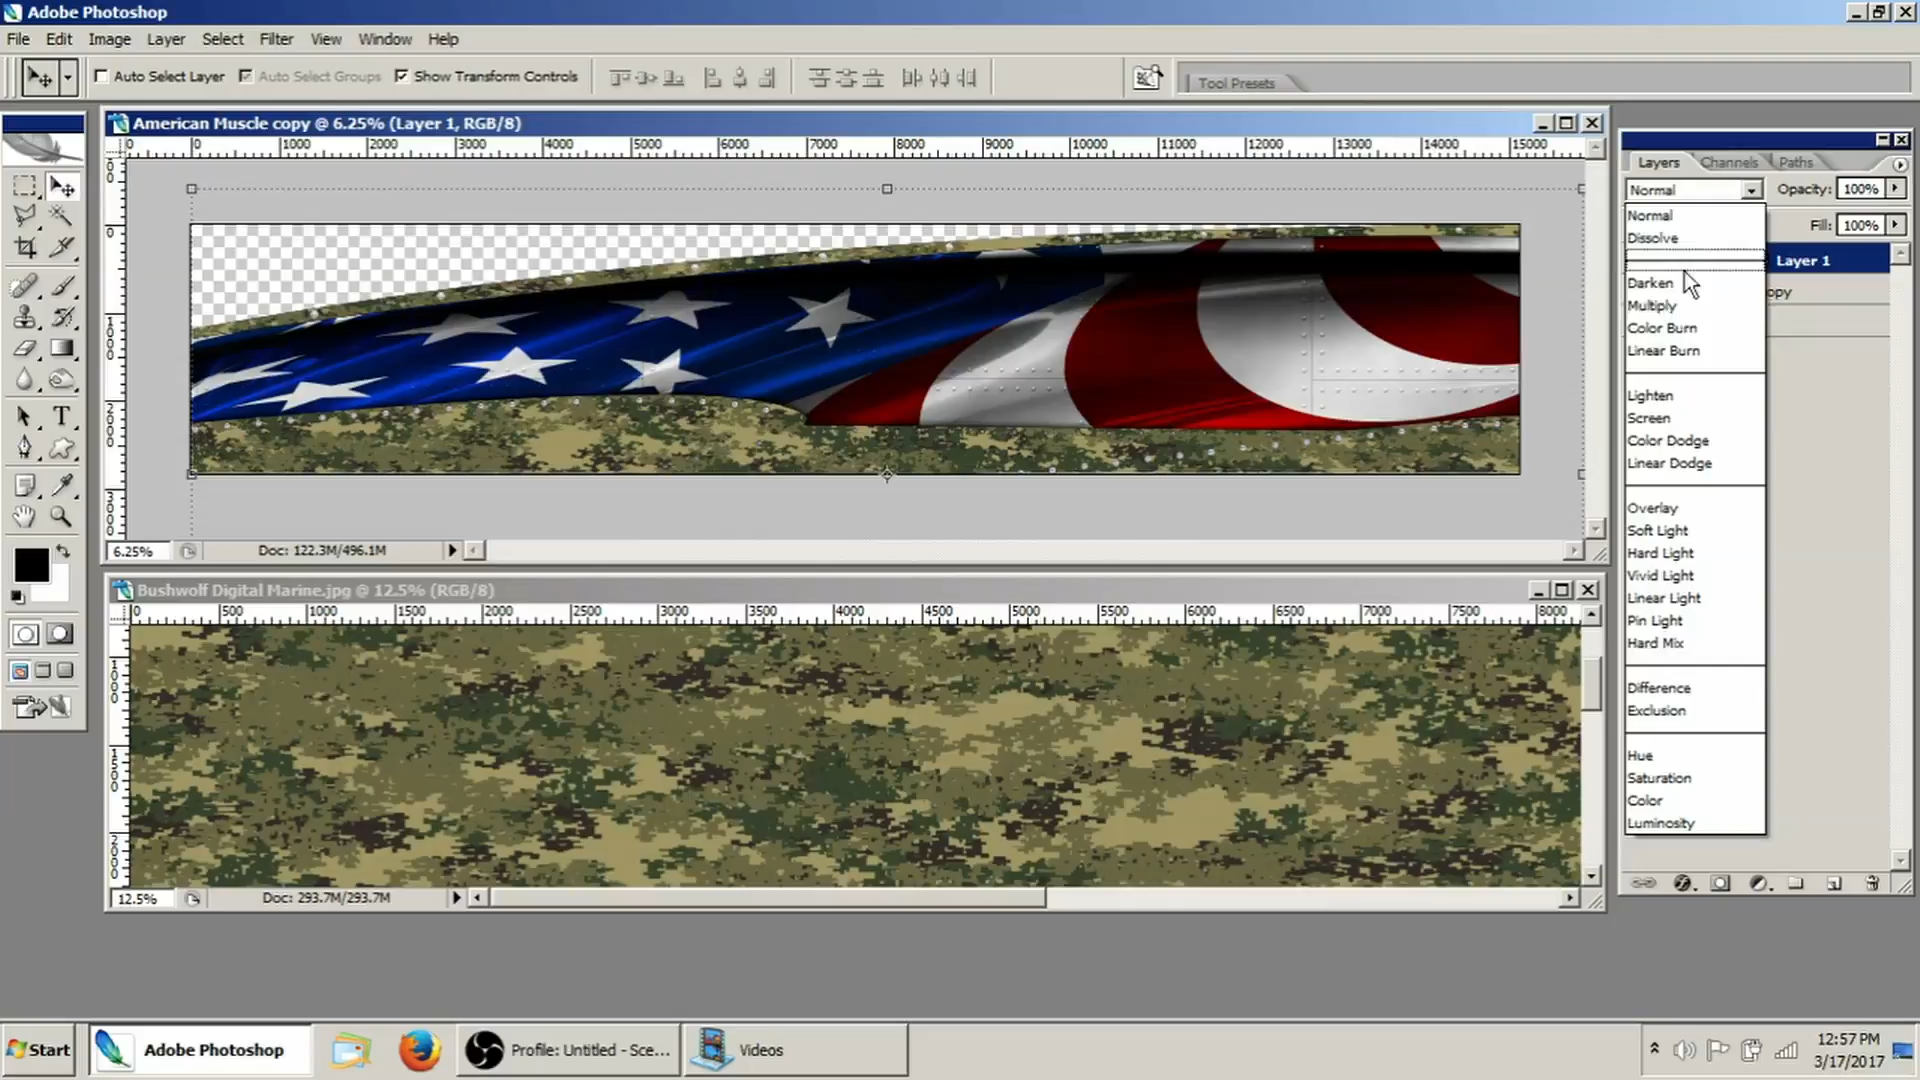 Adobe Photoshop
File Edit Image Layer Select Filter View Window Help
Auto Select Layer Auto Select Groups Show Transform Controls Tool Presets
American Muscle copy @ 6.25% (Layer 1, RGB/8)
0 0 1000 2000 3000 4000 5000 6000 7000 8000 9000 10000 11000 12000 13000 14000 15000
Layers Channels Paths
Normal Opacity: 100%
Normal Fill: 100%
Dissolve
Layer 1
Darken opy
Multiply
Color Burn
Linear Burn
Lighten
Screen
Color Dodge
Linear Dodge
Overlay
Soft Light
Hard Light
Vivid Light
Linear Light
Pin Light
Hard Mix
Difference
Exclusion
Hue
Saturation
Color
Luminosity
6.25% Doc: 122.3M/496.1M
Bushwolf Digital Marine.jpg @ 12.5% (RGB/8)
0 500 1000 1500 2000 2500 3000 3500 4000 4500 5000 5500 6000 6500 7000 7500 8000
12.5% Doc: 293.7M/293.7M
Start Adobe Photoshop Profile: Untitled - Sce... Videos
12:57 PM
3/17/2017